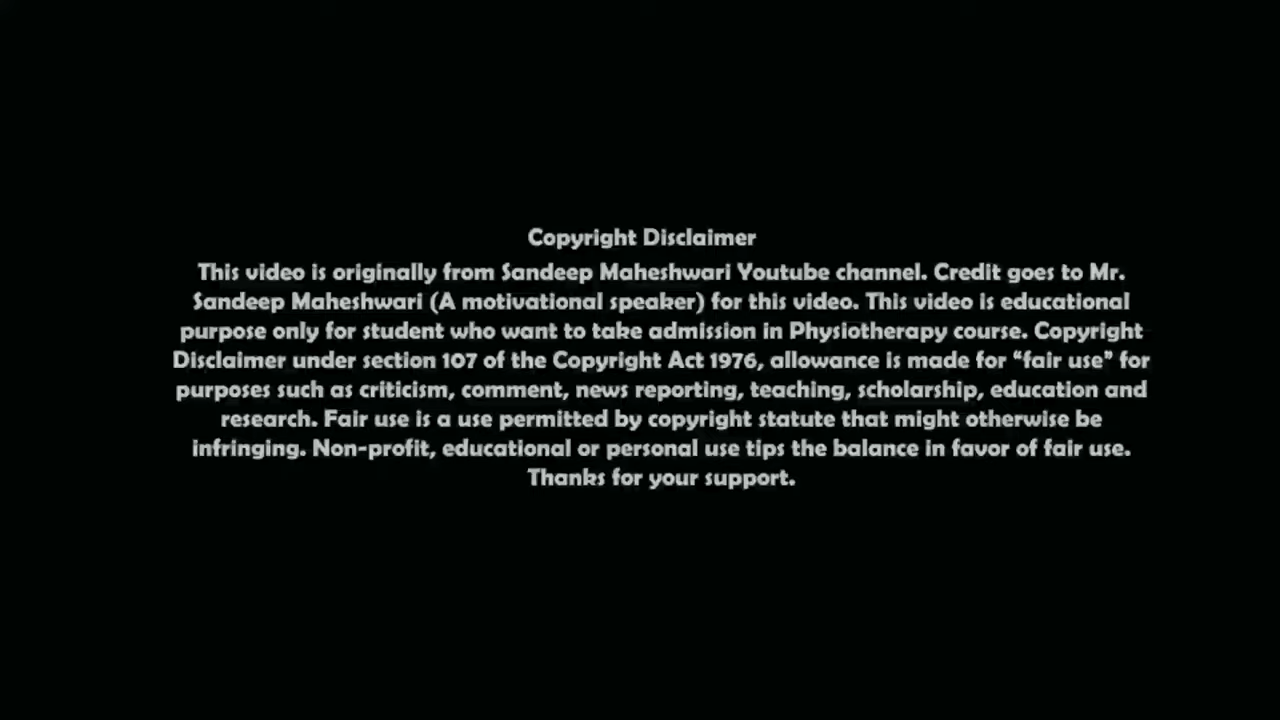 Copyright Disclaimer
This video is originally from Sandeep Maheshwari Youtube channel. Credit goes to Mr.
Sandeep Maheshwari (A motivational speaker) for this video. This video is educational
purpose only for student who want to take admission in Physiotherapy course. Copyright
Disclaimer under section 107 of the Copyright Act 1976, allowance is made for “fair use” for
purposes such as criticism, comment, news reporting, teaching, scholarship, education and
research. Fair use is a use permitted by copyright statute that might otherwise be
infringing. Non-profit, educational or personal use tips the balance in favor of fair use.
Thanks for your support.